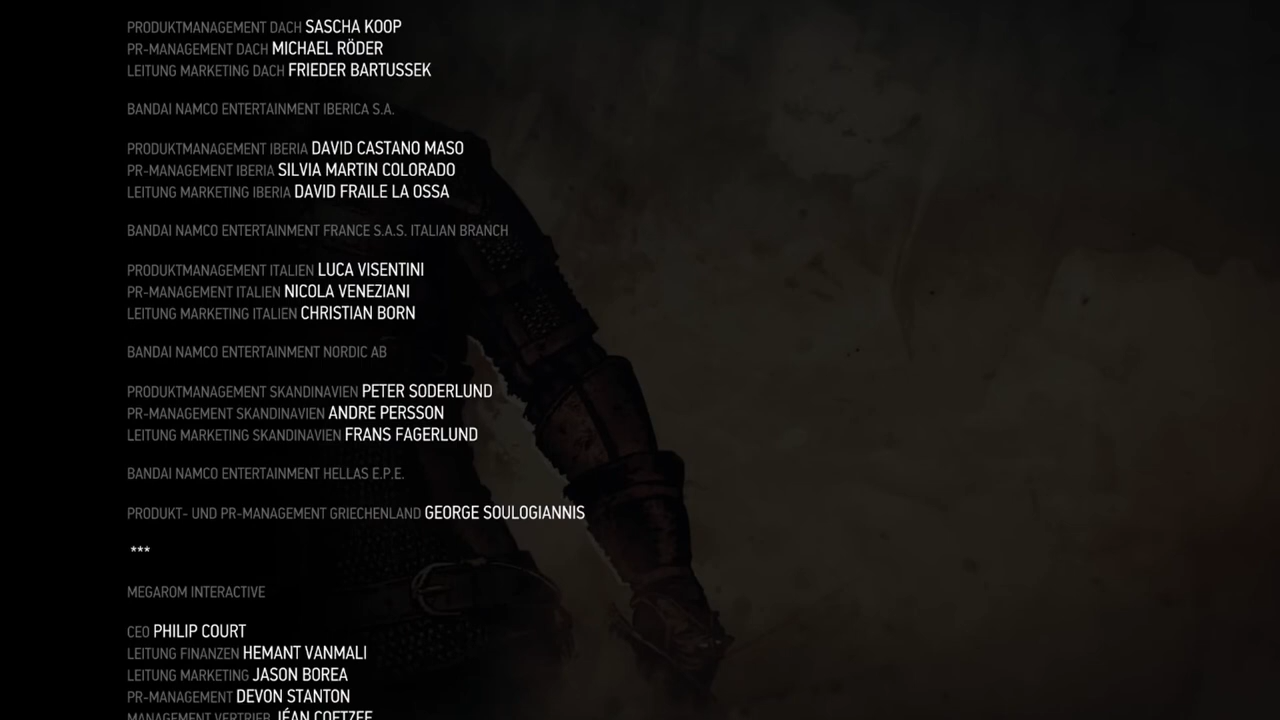 PRODUKTMANAGEMENT DACH SASCHA KOOP
PR-MANAGEMENT DACH MICHAEL RÖDER
LEITUNG MARKETING DACH FRIEDER BARTUSSEK
BANDAI NAMCO ENTERTAINMENT IBERICA S.A.
PRODUKTMANAGEMENT IBERIA DAVID CASTANO MASO
PR-MANAGEMENT IBERIA SILVIA MARTIN COLORADO
LEITUNG MARKETING IBERIA DAVID FRAILE LA OSSA
BANDAI NAMCO ENTERTAINMENT FRANCE S.A.S. ITALIAN BRANCH
PRODUKTMANAGEMENT ITALIEN LUCA VISENTINI
PR-MANAGEMENT ITALIEN NICOLA VENEZIANI
LEITUNG MARKETING ITALIEN CHRISTIAN BORN
BANDAI NAMCO ENTERTAINMENT NORDIC AB
PRODUKTMANAGEMENT SKANDINAVIEN PETER SODERLUND
PR-MANAGEMENT SKANDINAVIEN ANDRE PERSSON
LEITUNG MARKETING SKANDINAVIEN FRANS FAGERLUND
BANDAI NAMCO ENTERTAINMENT HELLAS E.P.E.
PRODUKT- UND PR-MANAGEMENT GRIECHENLAND GEORGE SOULOGIANNIS
***
MEGAROM INTERACTIVE
CEO PHILIP COURT
LEITUNG FINANZEN HEMANT VANMALI
LEITUNG MARKETING JASON BOREA
PR-MANAGEMENT DEVON STANTON
MANAGEMENT VERTRIEB JÉAN COETZEE